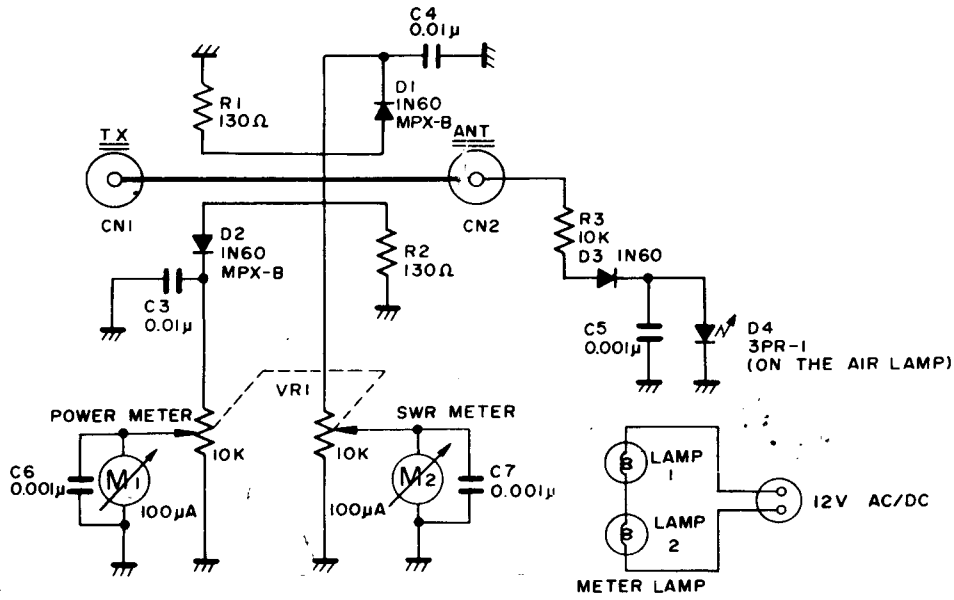 C4
0.01μ
D1
1N60
MPX-B
R1
130Ω
TX
ANT
CN1
CN2
R3
10K
D3 1N60
D2
1N60
MPX-B
R2
130Ω
C3
0.01μ
C5
0.001μ
D4
3PR-1
(ON THE AIR LAMP)
VR1
POWER METER
SWR METER
10K
10K
C6
0.001μ
M1
100μA
M2
100μA
C7
0.001μ
LAMP
1
LAMP
2
12V AC/DC
METER LAMP